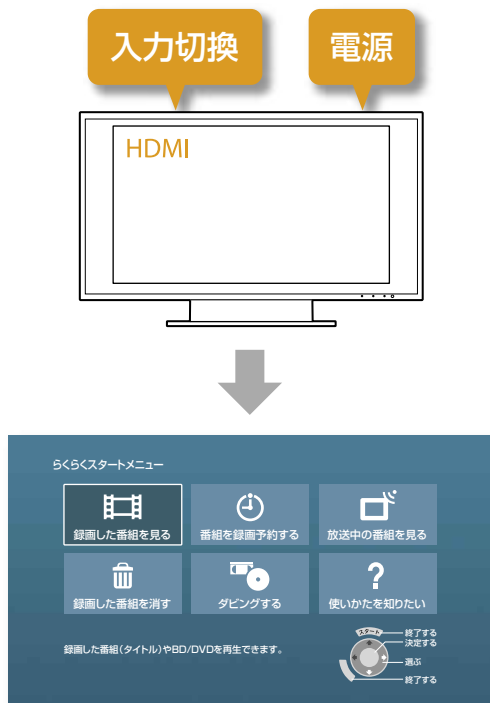 入力切換
電源
HDMI
らくらくスタートメニュー
録画した番組を見る
番組を録画予約する
放送中の番組を見る
録画した番組を消す
ダビングする
使いかたを知りたい
録画した番組（タイトル）やBD/DVDを再生できます。
スタート
終了する
決定する
選ぶ
終了する